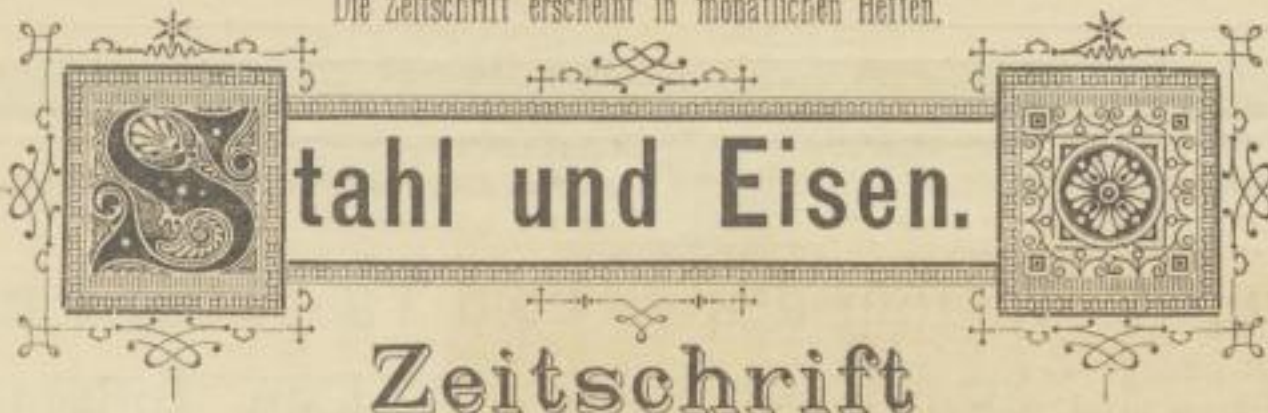 Die Zeitschrift erscheint in monatlichen Heften.
Stahl und Eisen.
Zeitschrift